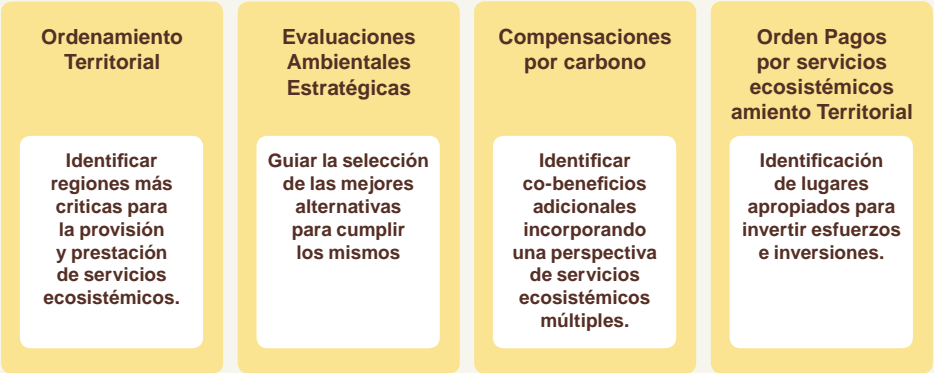 Ordenamiento
Territorial
Identificar
regiones más
criticas para
la provisión
y prestación
de servicios
ecosistémicos.
Evaluaciones
Ambientales
Estratégicas
Guiar la selección
de las mejores
alternativas
para cumplir
los mismos
Compensaciones
por carbono
Identificar
co-beneficios
adicionales
incorporando
una perspectiva
de servicios
ecosistémicos
múltiples.
Orden Pagos
por servicios
ecosistémicos
amiento Territorial
Identificación
de lugares
apropiados para
invertir esfuerzos
e inversiones.